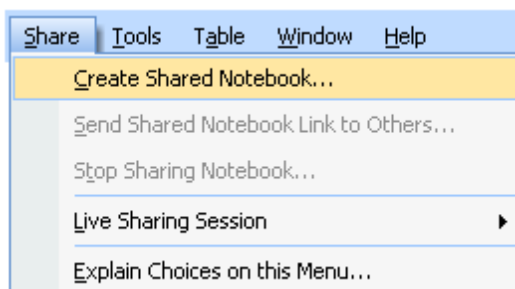 Share Tools Table Window Help
Create Shared Notebook...
Send Shared Notebook Link to Others...
Stop Sharing Notebook...
Live Sharing Session
Explain Choices on this Menu...